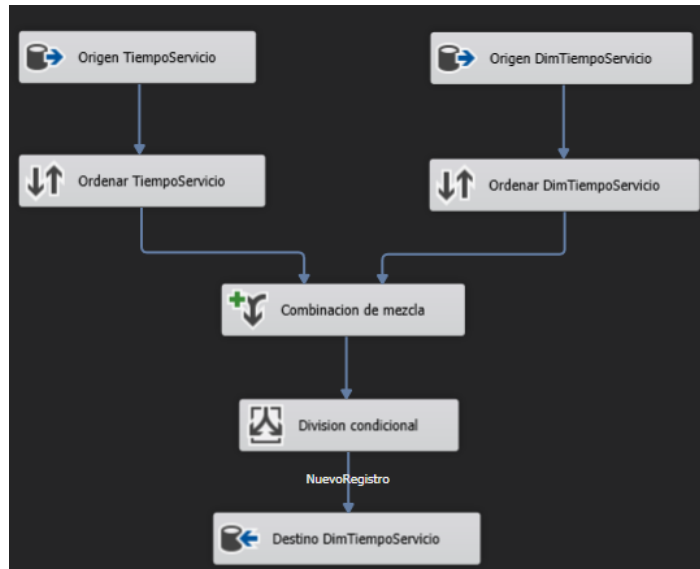 Origen TiempoServicio
Origen DimTiempoServicio
Ordenar TiempoServicio
Ordenar DimTiempoServicio
Combinacion de mezcla
Division condicional
NuevoRegistro
Destino DimTiempoServicio